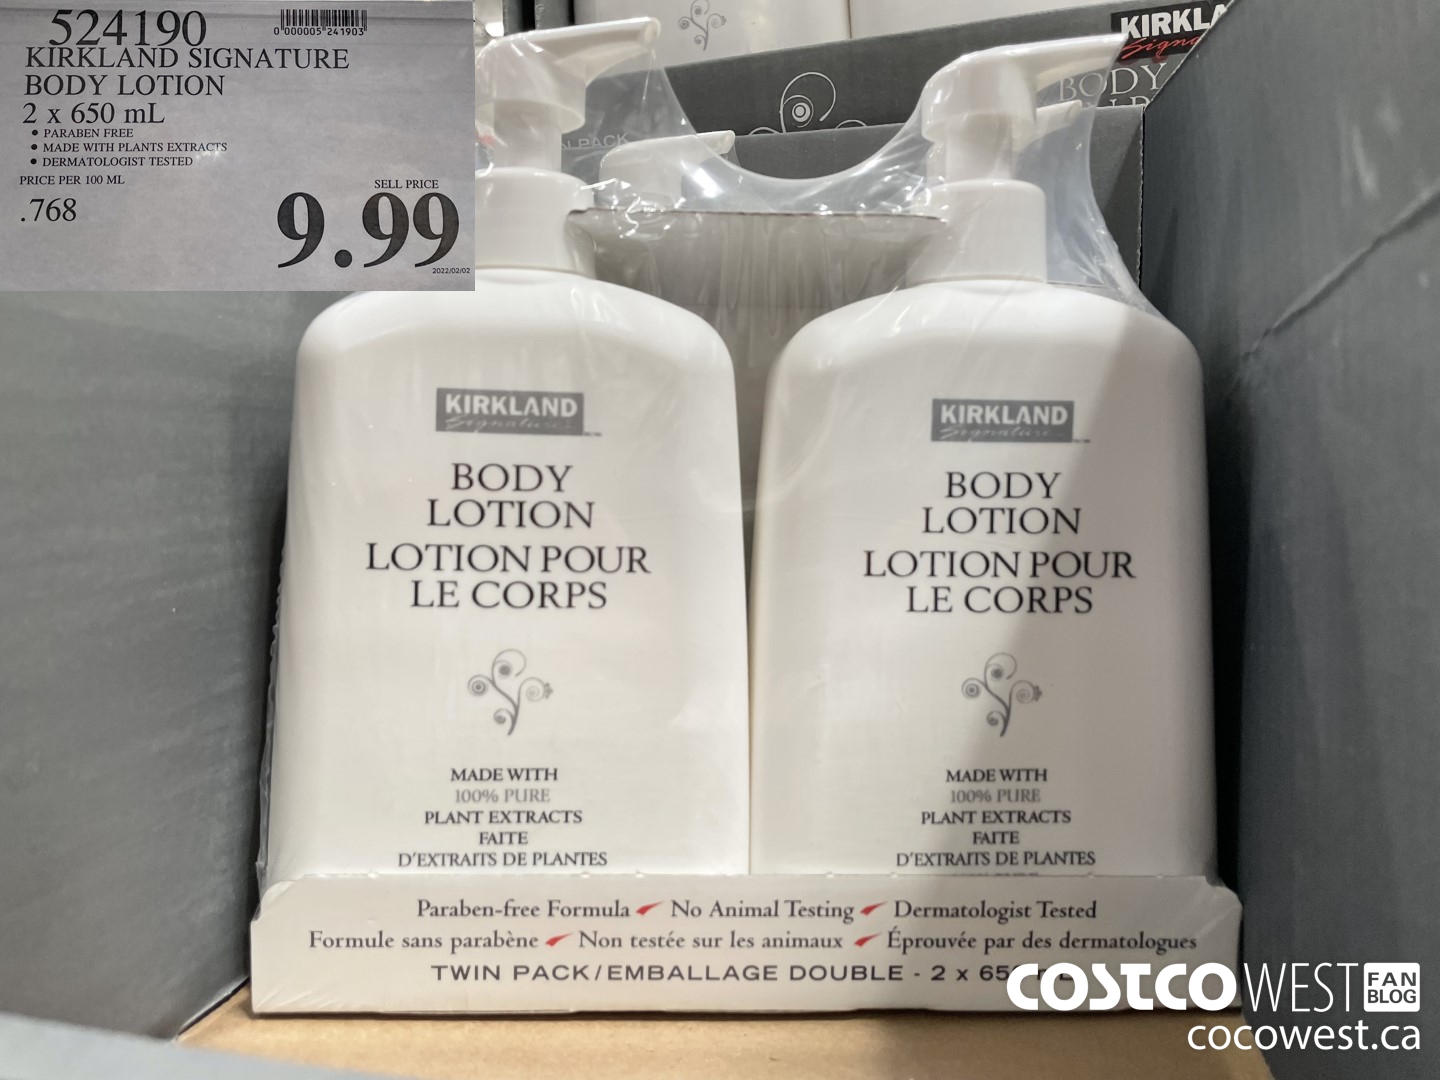 524190
0"000005"241903"
KIRKLAND SIGNATURE
BODY LOTION
2 x 650 mL
• PARABEN FREE
• MADE WITH PLANTS EXTRACTS
• DERMATOLOGIST TESTED
PRICE PER 100 ML
SELL PRICE
.768
9.99
2022/02/02
KIRKLA
BODY
N PACK
KIRKLAND
Signature
BODY
LOTION
LOTION POUR
LE CORPS
MADE WITH
100% PURE
PLANT EXTRACTS
FAITE
D'EXTRAITS DE PLANTES
KIRKLAND
Signature
BODY
LOTION
LOTION POUR
LE CORPS
MADE WITH
100% PURE
PLANT EXTRACTS
FAITE
D'EXTRAITS DE PLANTES
Paraben-free Formula No Animal Testing Dermatologist Tested
Formule sans parabène Non testée sur les animaux Éprouvée par des dermatologues
TWIN PACK/EMBALLAGE DOUBLE - 2 x 65
COSTCO WEST FAN BLOG
cocowest.ca